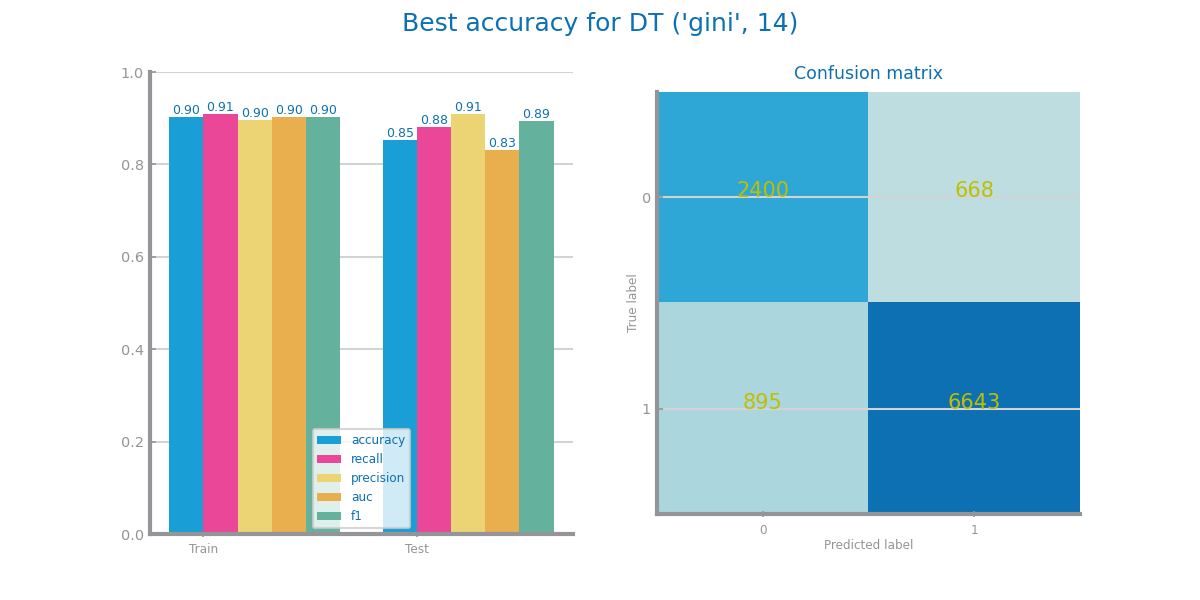 Best accuracy for DT ('gini', 14)
1.0
0.8
0.6
0.4
0.2
0.0
0.90 0.91 0.90 0.90 0.90
0.85 0.88 0.91 0.83 0.89
accuracy
recall
precision
auc
f1
Train Test
Confusion matrix
True label
0
1
2400 668
895 6643
0 1
Predicted label